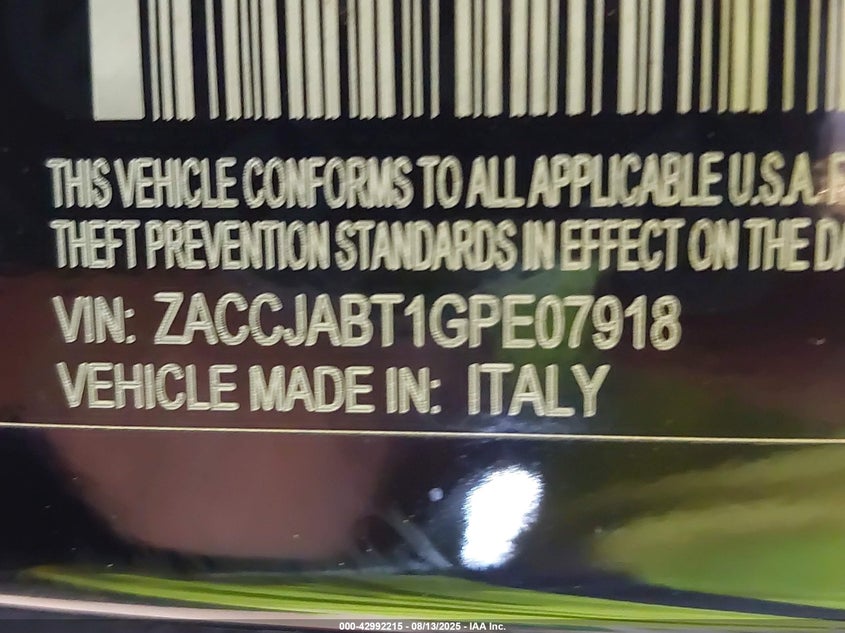 THIS VEHICLE CONFORMS TO ALL APPLICABLE U.S.A.
THEFT PREVENTION STANDARDS IN EFFECT ON THE
VIN: ZACCJABT1GPE07918
VEHICLE MADE IN: ITALY
000-42992215 - 08/13/2025 - IAA Inc.